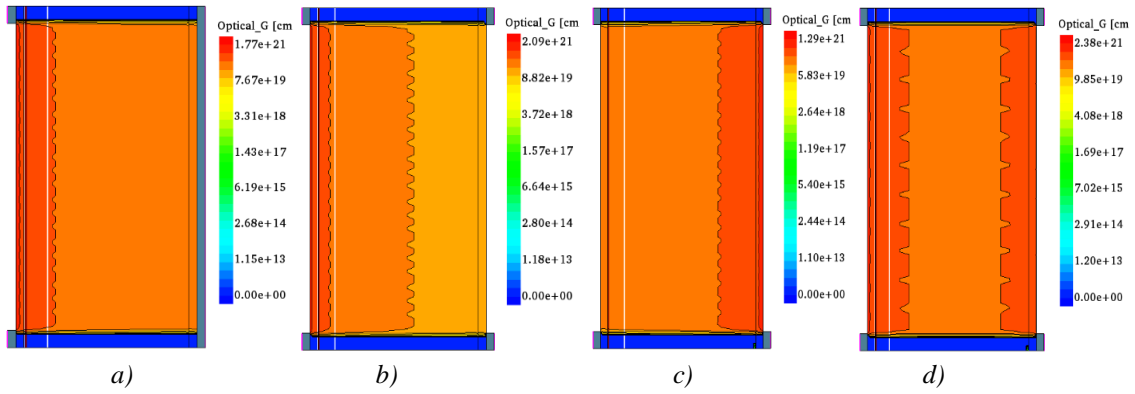 Optical_G [cm
1.77e+21
7.67e+19
3.31e+18
1.43e+17
6.19e+15
2.68e+14
1.15e+13
0.00e+00
a)
Optical_G [cm
2.09e+21
8.82e+19
3.72e+18
1.57e+17
6.64e+15
2.80e+14
1.18e+13
0.00e+00
b)
Optical_G [cm
1.29e+21
5.83e+19
2.64e+18
1.19e+17
5.40e+15
2.44e+14
1.10e+13
0.00e+00
c)
Optical_G [cm
2.38e+21
9.85e+19
4.08e+18
1.69e+17
7.02e+15
2.91e+14
1.20e+13
0.00e+00
d)